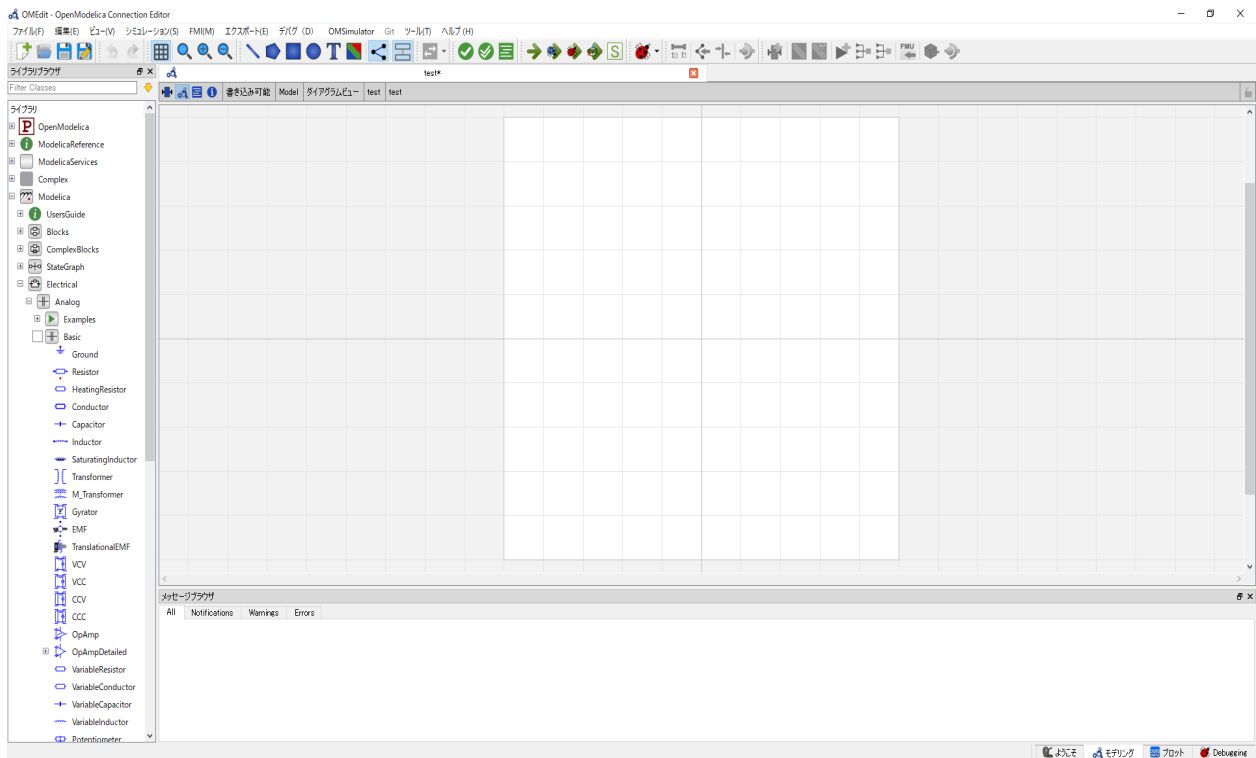 OMEdit - OpenModelica Connection Editor
ファイル(F) 編集(E) ビュー(V) シミュレーション(S) FMI(M) エクスポート(E) デバグ (D) OMSimulator Git ツール(T) ヘルプ(H)
T S 10 11 FMU
ライブラリブラウザ
test*
Filter Classes
書き込み可能 Model ダイアグラムビュー test test
ライブラリ
P OpenModelica
i ModelicaReference
ModelicaServices
Complex
Modelica
i UsersGuide
Blocks
ComplexBlocks
StateGraph
Electrical
Analog
Examples
Basic
Ground
Resistor
HeatingResistor
Conductor
Capacitor
Inductor
SaturatingInductor
Transformer
M_Transformer
Gyrator
EMF
TranslationalEMF
VCV
VCC
CCV
CCC
OpAmp
OpAmpDetailed
VariableResistor
VariableConductor
VariableCapacitor
VariableInductor
Potentiometer
メッセージブラウザ
All Notifications Warnings Errors
ようこそ モデリング プロット Debugging